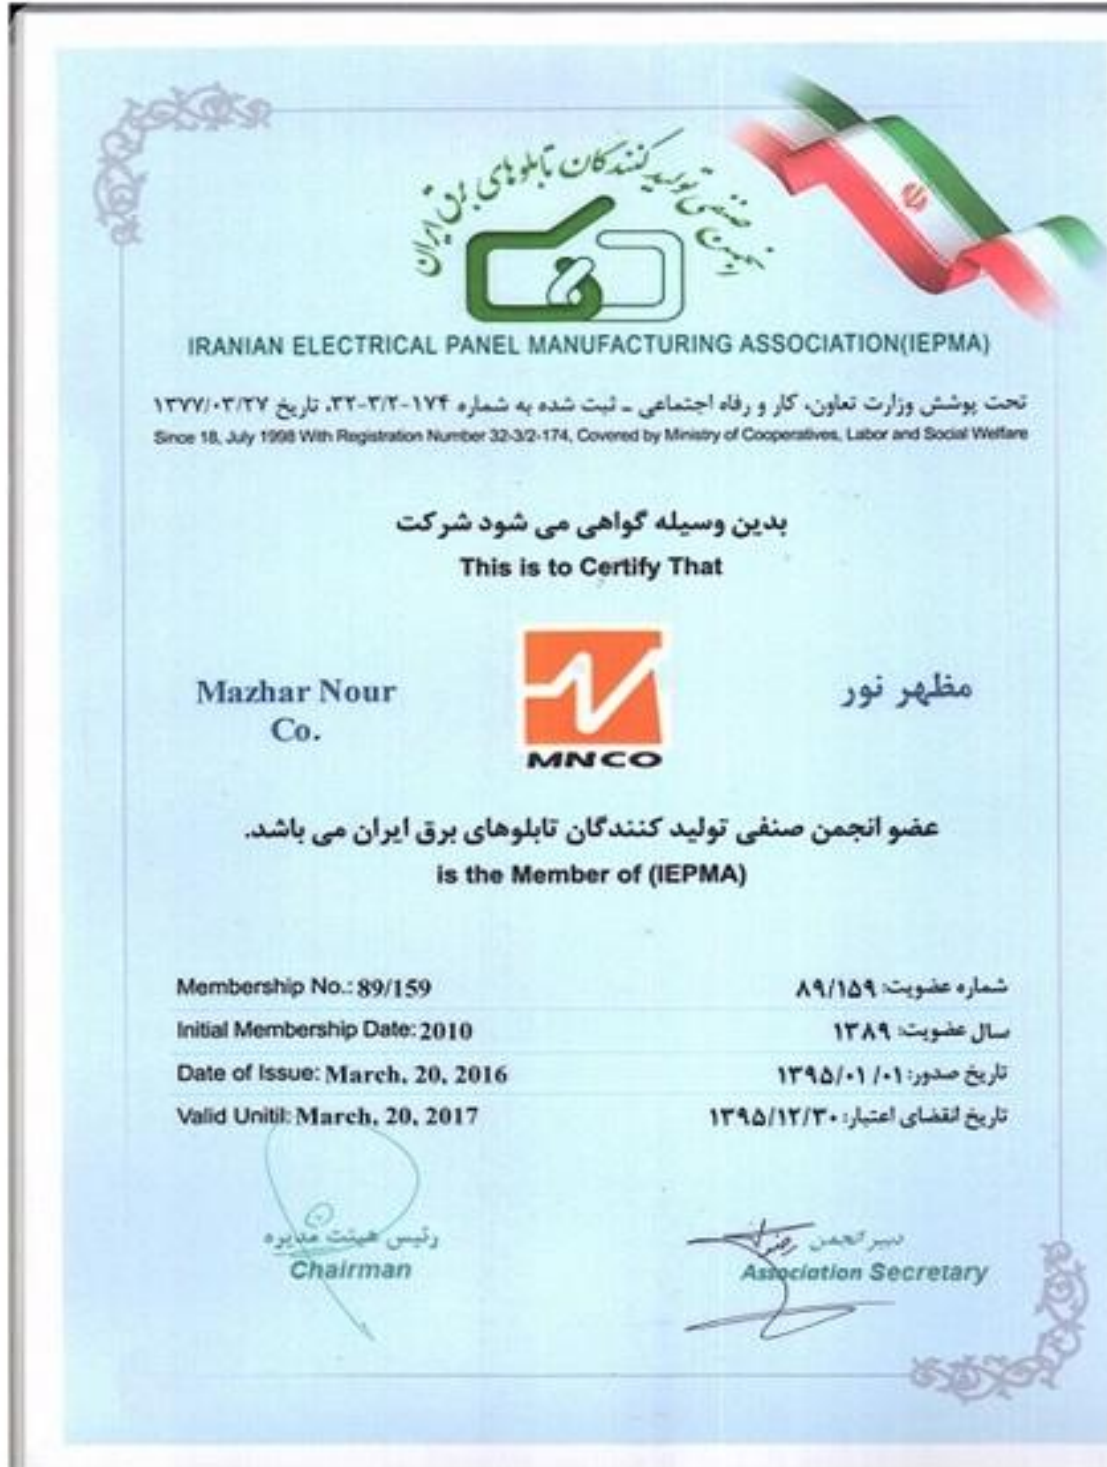 انجمن صنفی تولید کنندگان تابلوهای برق ایران
IRANIAN ELECTRICAL PANEL MANUFACTURING ASSOCIATION(IEPMA)
تحت پوشش وزارت تعاون، کار و رفاه اجتماعی ـ ثبت شده به شماره ۱۷۴-۳/۲-۳۲، تاریخ ۱۳۷۷/۰۳/۲۷
Since 18, July 1998 With Registration Number 32-3/2-174, Covered by Ministry of Cooperatives, Labor and Social Welfare
بدین وسیله گواهی می شود شرکت
This is to Certify That
Mazhar Nour
Co.
MNCO
مظهر نور
عضو انجمن صنفی تولید کنندگان تابلوهای برق ایران می باشد.
is the Member of (IEPMA)
Membership No.: 89/159
شماره عضویت: ۸۹/۱۵۹
Initial Membership Date: 2010
سال عضویت: ۱۳۸۹
Date of Issue: March, 20, 2016
تاریخ صدور: ۱۳۹۵/۰۱/۰۱
Valid Unitil: March, 20, 2017
تاریخ انقضای اعتبار: ۱۳۹۵/۱۲/۳۰
رئیس هیئت مدیره
Chairman
دبیر انجمن
Association Secretary